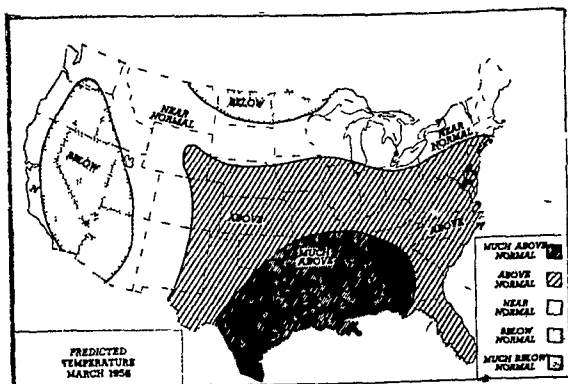 BELOW
NEAR
NORMAL
NEAR
NORMAL
BELOW
ABOVE
ABOVE
MUCH
ABOVE
MUCH ABOVE
NORMAL
ABOVE
NORMAL
NEAR
NORMAL
BELOW
NORMAL
MUCH BELOW
NORMAL
PREDICTED
TEMPERATURE
MARCH 1956